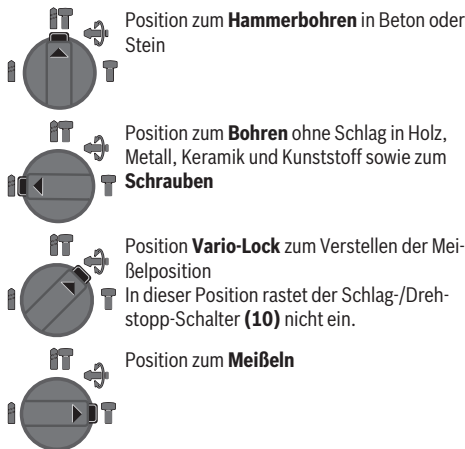 Position zum Hammerbohren in Beton oder
Stein
Position zum Bohren ohne Schlag in Holz,
Metall, Keramik und Kunststoff sowie zum
Schrauben
Position Vario-Lock zum Verstellen der Mei-
ßelposition
In dieser Position rastet der Schlag-/Dreh-
stopp-Schalter (10) nicht ein.
Position zum Meißeln